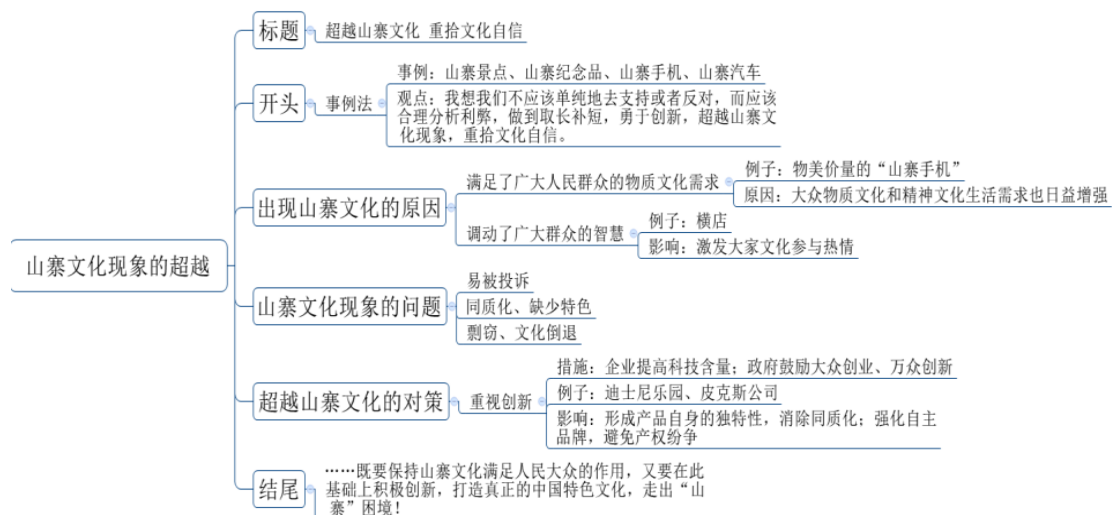 标题
超越山寨文化 重拾文化自信
开头
事例法
事例：山寨景点、山寨纪念品、山寨手机、山寨汽车
观点：我想我们不应该单纯地去支持或者反对，而应该
合理分析利弊，做到取长补短，勇于创新，超越山寨文
化现象，重拾文化自信。
山寨文化现象的超越
出现山寨文化的原因
满足了广大人民群众的物质文化需求
例子：物美价量的“山寨手机”
原因：大众物质文化和精神文化生活需求也日益增强
调动了广大群众的智慧
例子：横店
影响：激发大家文化参与热情
山寨文化现象的问题
易被投诉
同质化、缺少特色
剽窃、文化倒退
超越山寨文化的对策
重视创新
措施：企业提高科技含量；政府鼓励大众创业、万众创新
例子：迪士尼乐园、皮克斯公司
影响：形成产品自身的独特性，消除同质化；强化自主
品牌，避免产权纷争
结尾
……既要保持山寨文化满足人民大众的作用，又要在此
基础上积极创新，打造真正的中国特色文化，走出“山
寨”困境！